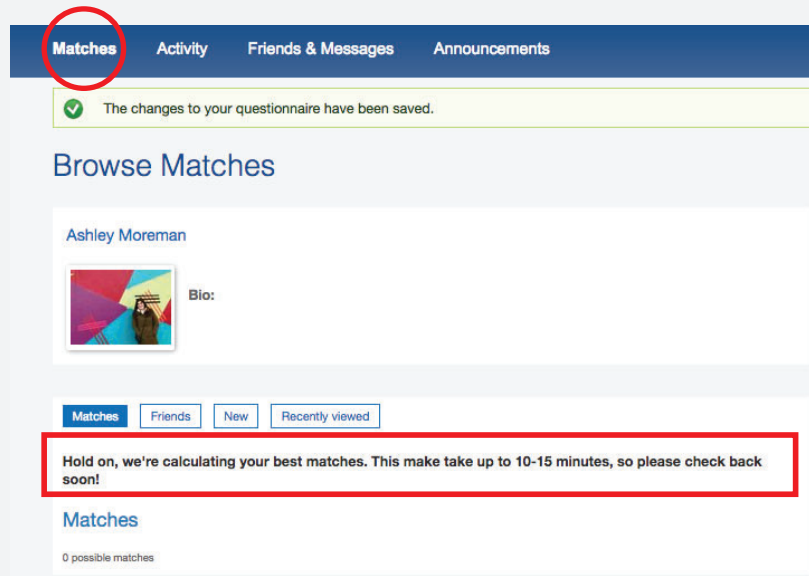 Matches Activity Friends & Messages Announcements
The changes to your questionnaire have been saved.
Browse Matches
Ashley Moreman
Bio:
Matches Friends New Recently viewed
Hold on, we're calculating your best matches. This make take up to 10-15 minutes, so please check back
soon!
Matches
0 possible matches